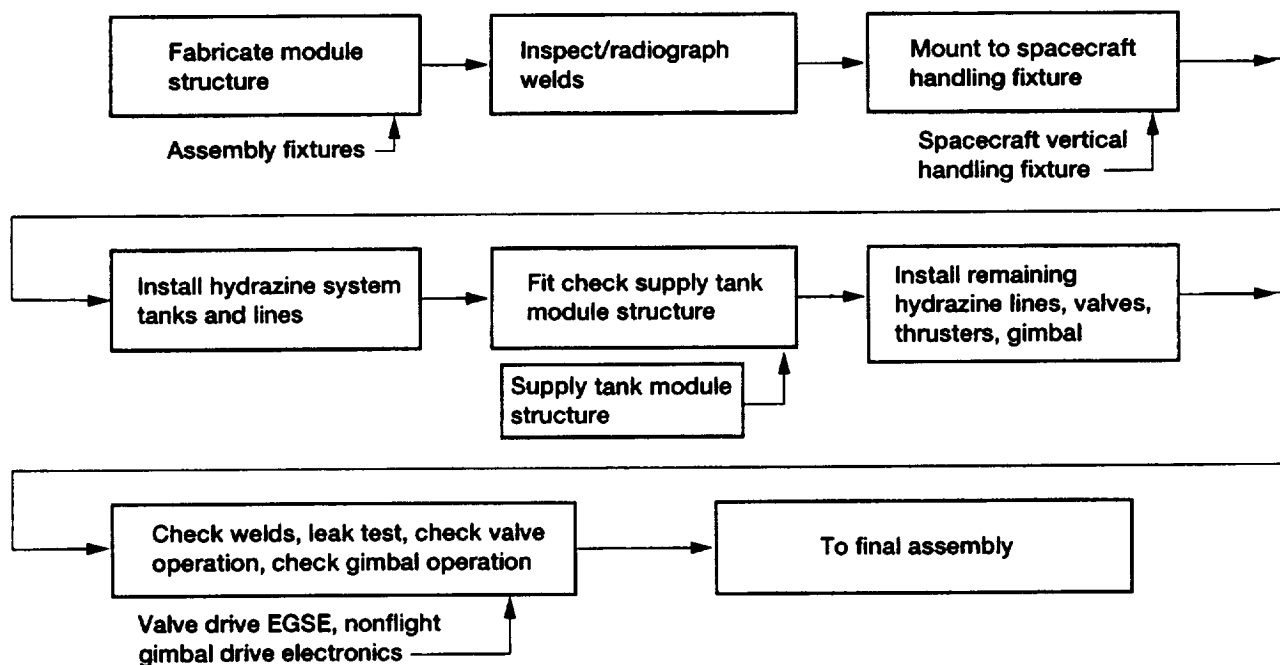 Fabricate module
structure
Inspect/radiograph
welds
Mount to spacecraft
handling fixture
Assembly fixtures
Spacecraft vertical
handling fixture
Install hydrazine system
tanks and lines
Fit check supply tank
module structure
Install remaining
hydrazine lines, valves,
thrusters, gimbal
Supply tank module
structure
Check welds, leak test, check valve
operation, check gimbal operation
To final assembly
Valve drive EGSE, nonflight
gimbal drive electronics